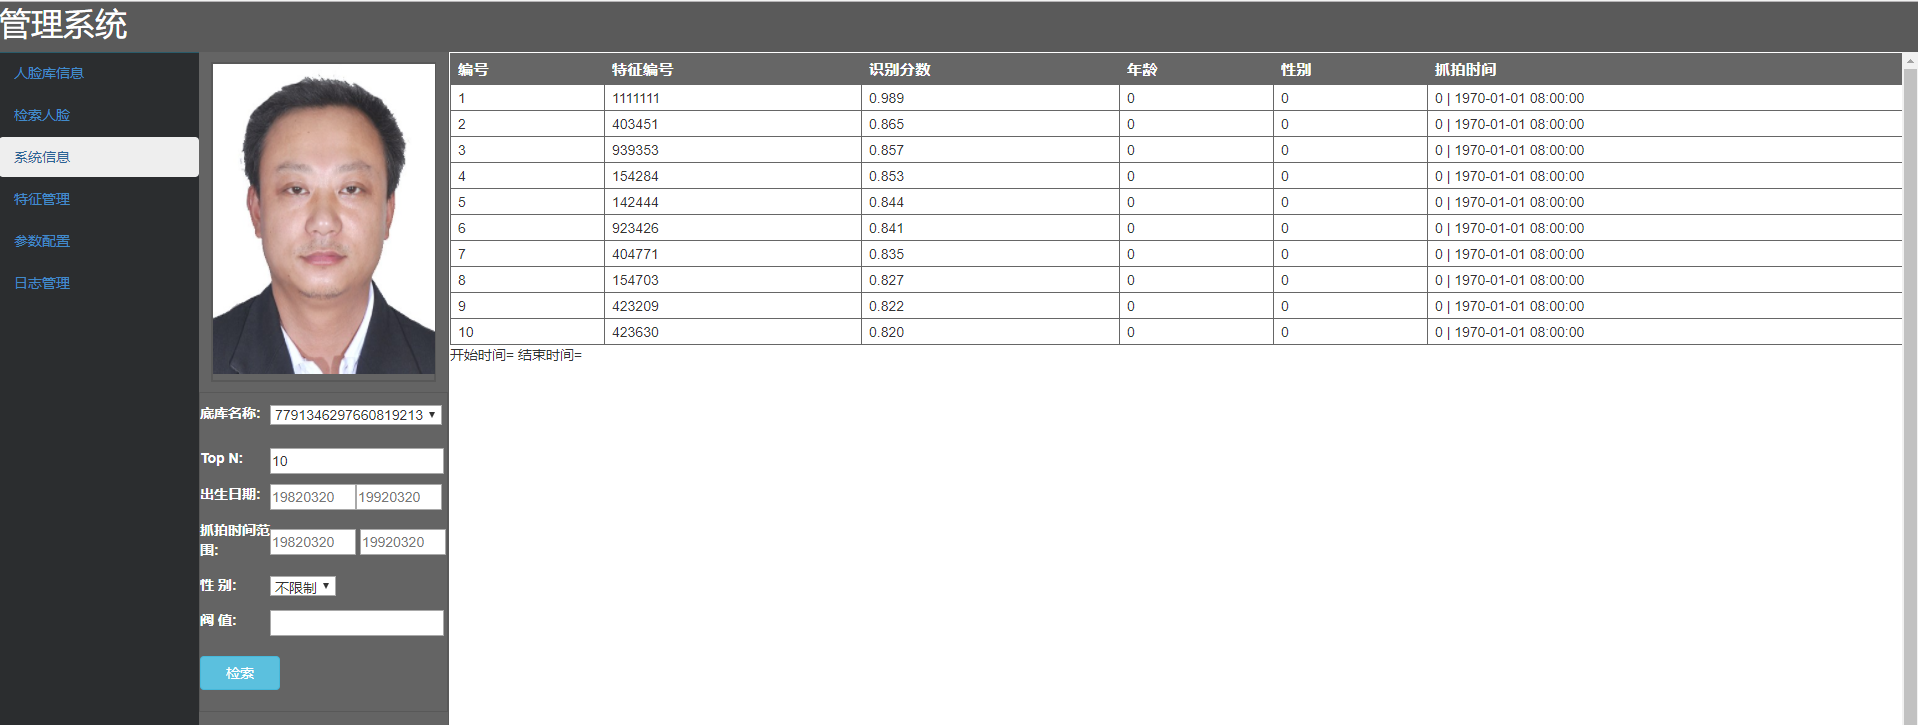 管理系统
人脸库信息
检索人脸
系统信息
特征管理
参数配置
日志管理
底库名称: 7791346297660819213
Top N: 10
出生日期: 19820320 19920320
抓拍时间范围: 19820320 19920320
性 别: 不限制
阀 值:
检索
编号 特征编号 识别分数 年龄 性别 抓拍时间
1 1111111 0.989 0 0 0 | 1970-01-01 08:00:00
2 403451 0.865 0 0 0 | 1970-01-01 08:00:00
3 939353 0.857 0 0 0 | 1970-01-01 08:00:00
4 154284 0.853 0 0 0 | 1970-01-01 08:00:00
5 142444 0.844 0 0 0 | 1970-01-01 08:00:00
6 923426 0.841 0 0 0 | 1970-01-01 08:00:00
7 404771 0.835 0 0 0 | 1970-01-01 08:00:00
8 154703 0.827 0 0 0 | 1970-01-01 08:00:00
9 423209 0.822 0 0 0 | 1970-01-01 08:00:00
10 423630 0.820 0 0 0 | 1970-01-01 08:00:00
开始时间= 结束时间=